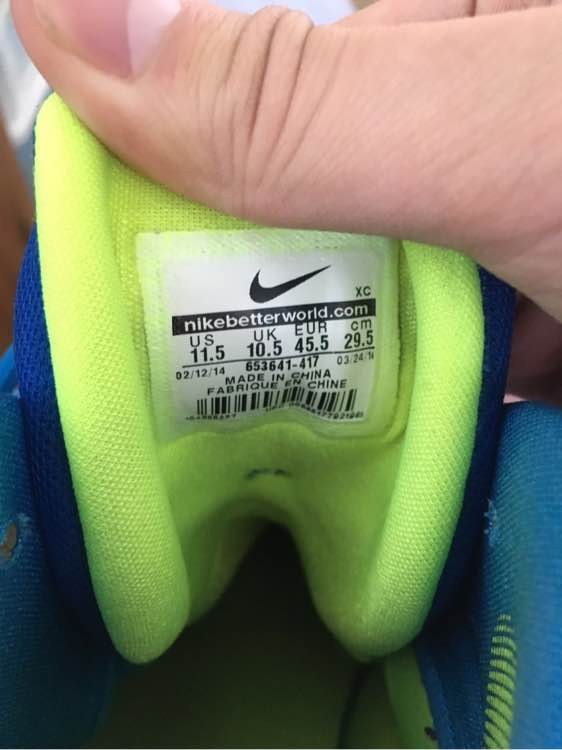 XC
nikebetterworld.com
US UK EUR cm
11.5 10.5 45.5 29.5
02/12/14 653641-417 03/24/14
MADE IN CHINA
FABRIQUE EN CHINE